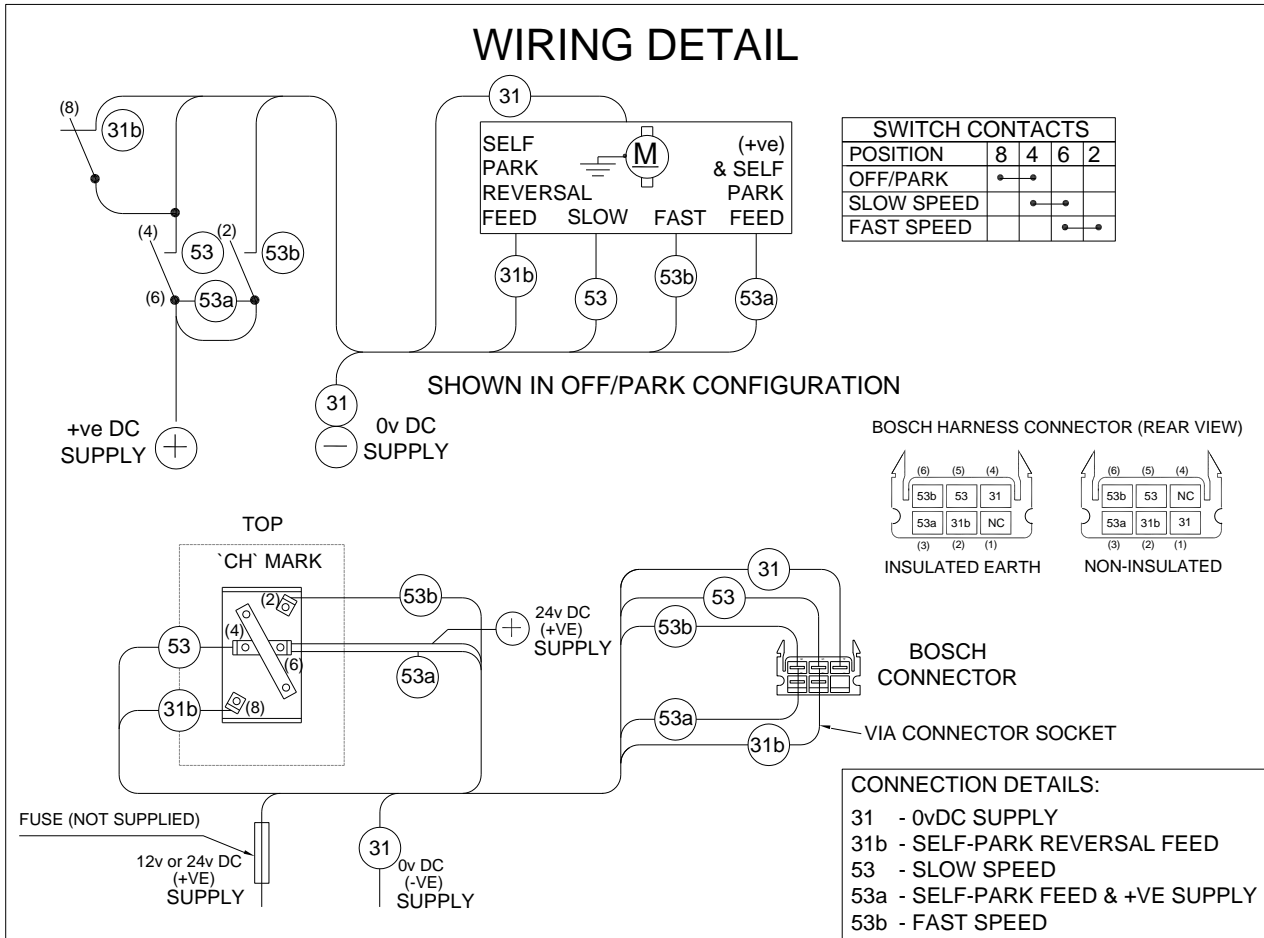 WIRING DETAIL
(8)
31b
(4)
53
(2)
53b
(6)
53a
+ve DC
SUPPLY
31
0v DC
SUPPLY
31
SELF
PARK
REVERSAL
FEED
M
SLOW
FAST
(+ve)
& SELF
PARK
FEED
31b
53
53b
53a
SHOWN IN OFF/PARK CONFIGURATION
SWITCH CONTACTS
POSITION 8 4 6 2
OFF/PARK
SLOW SPEED
FAST SPEED
BOSCH HARNESS CONNECTOR (REAR VIEW)
(6) (5) (4)
53b 53 31
53a 31b NC
(3) (2) (1)
INSULATED EARTH
(6) (5) (4)
53b 53 NC
53a 31b 31
(3) (2) (1)
NON-INSULATED
TOP
`CH` MARK
(2)
(4)
(6)
(8)
53b
53
53a
31b
24v DC
(+VE)
SUPPLY
31
53
53b
53a
31b
BOSCH
CONNECTOR
VIA CONNECTOR SOCKET
FUSE (NOT SUPPLIED)
12v or 24v DC
(+VE)
SUPPLY
31
0v DC
(-VE)
SUPPLY
CONNECTION DETAILS:
31 - 0vDC SUPPLY
31b - SELF-PARK REVERSAL FEED
53 - SLOW SPEED
53a - SELF-PARK FEED & +VE SUPPLY
53b - FAST SPEED